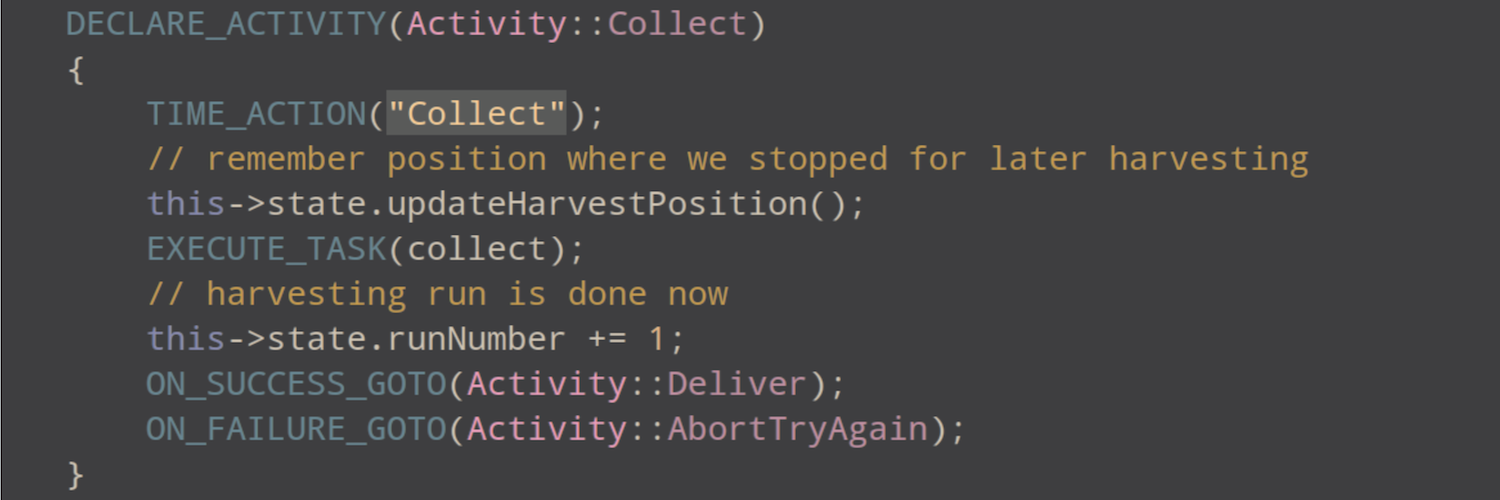 DECLARE_ACTIVITY(Activity::Collect)
{
TIME_ACTION("Collect");
// remember position where we stopped for later harvesting
this->state.updateHarvestPosition();
EXECUTE_TASK(collect);
// harvesting run is done now
this->state.runNumber += 1;
ON_SUCCESS_GOTO(Activity::Deliver);
ON_FAILURE_GOTO(Activity::AbortTryAgain);
}